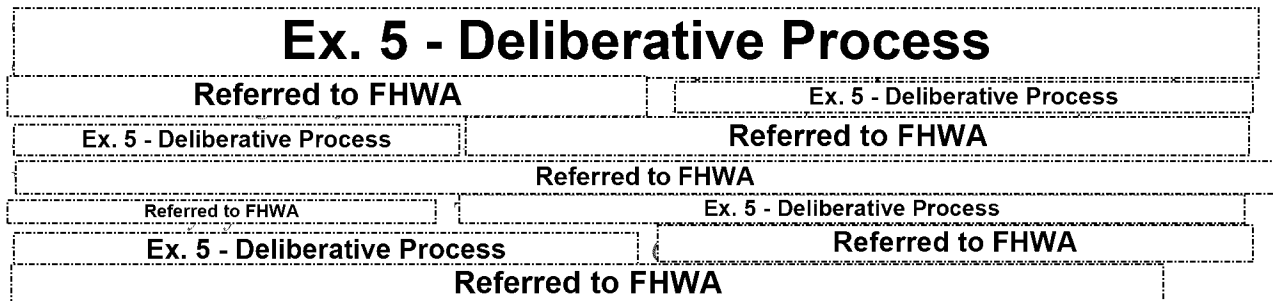 Ex. 5 - Deliberative Process
Referred to FHWA Ex. 5 - Deliberative Process
Ex. 5 - Deliberative Process Referred to FHWA
Referred to FHWA
Referred to FHWA Ex. 5 - Deliberative Process
Ex. 5 - Deliberative Process Referred to FHWA
Referred to FHWA